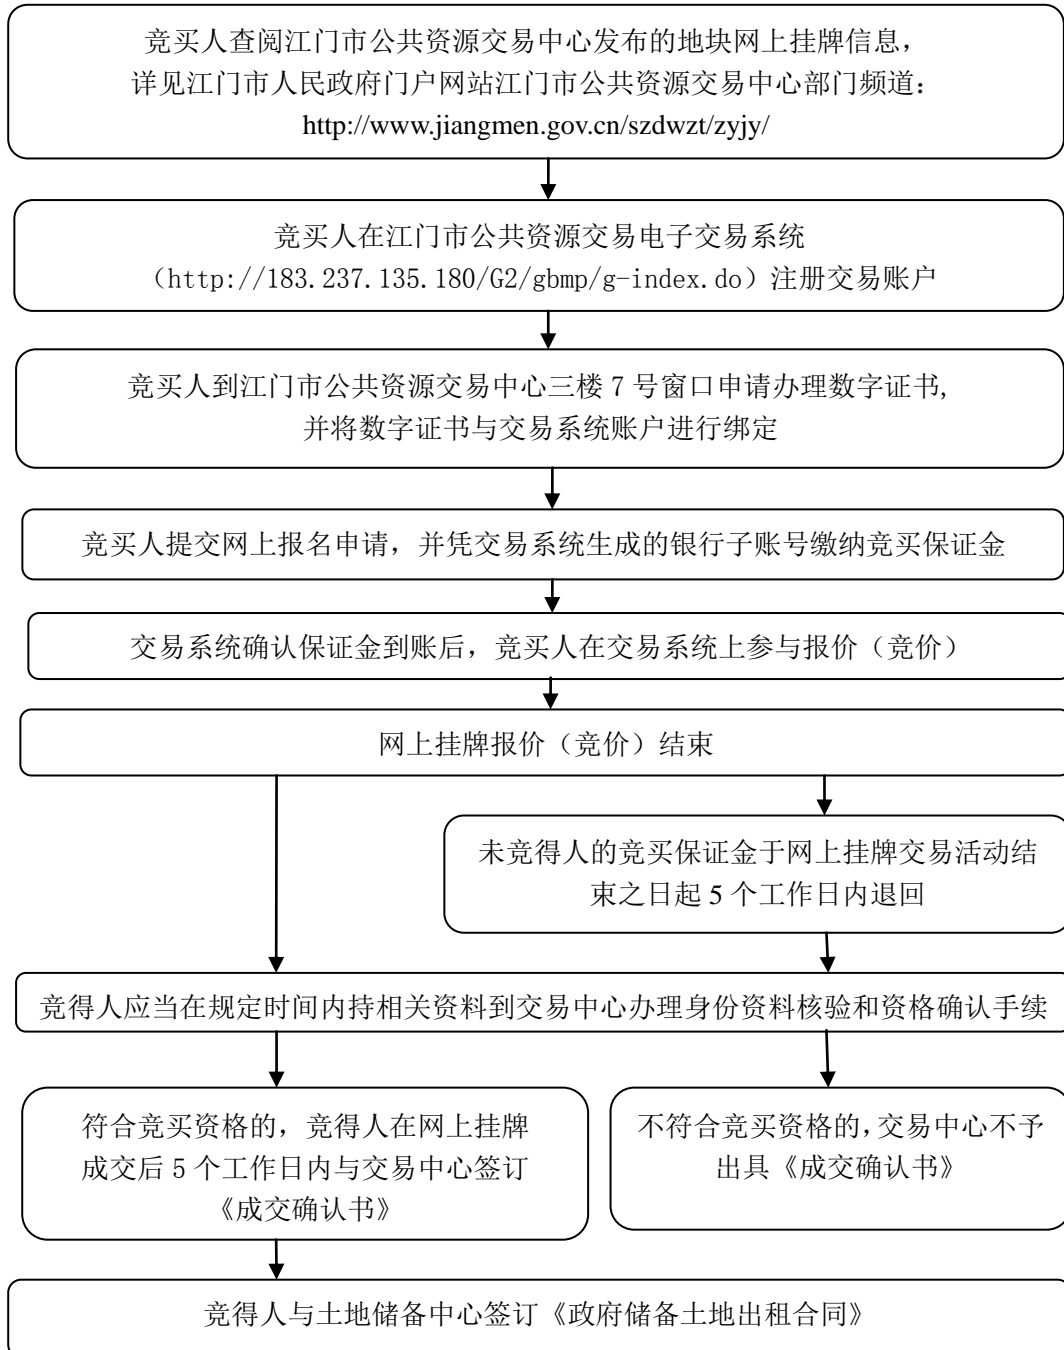 竞买人查阅江门市公共资源交易中心发布的地块网上挂牌信息，
详见江门市人民政府门户网站江门市公共资源交易中心部门频道：
http://www.jiangmen.gov.cn/szdwzt/zyjy/
竞买人在江门市公共资源交易电子交易系统
（http://183.237.135.180/G2/gbmp/g-index.do）注册交易账户
竞买人到江门市公共资源交易中心三楼 7 号窗口申请办理数字证书,
并将数字证书与交易系统账户进行绑定
竞买人提交网上报名申请，并凭交易系统生成的银行子账号缴纳竞买保证金
交易系统确认保证金到账后，竞买人在交易系统上参与报价（竞价）
网上挂牌报价（竞价）结束
未竞得人的竞买保证金于网上挂牌交易活动结
束之日起 5 个工作日内退回
竞得人应当在规定时间内持相关资料到交易中心办理身份资料核验和资格确认手续
符合竞买资格的，竞得人在网上挂牌
成交后 5 个工作日内与交易中心签订
《成交确认书》
不符合竞买资格的，交易中心不予
出具《成交确认书》
竞得人与土地储备中心签订《政府储备土地出租合同》